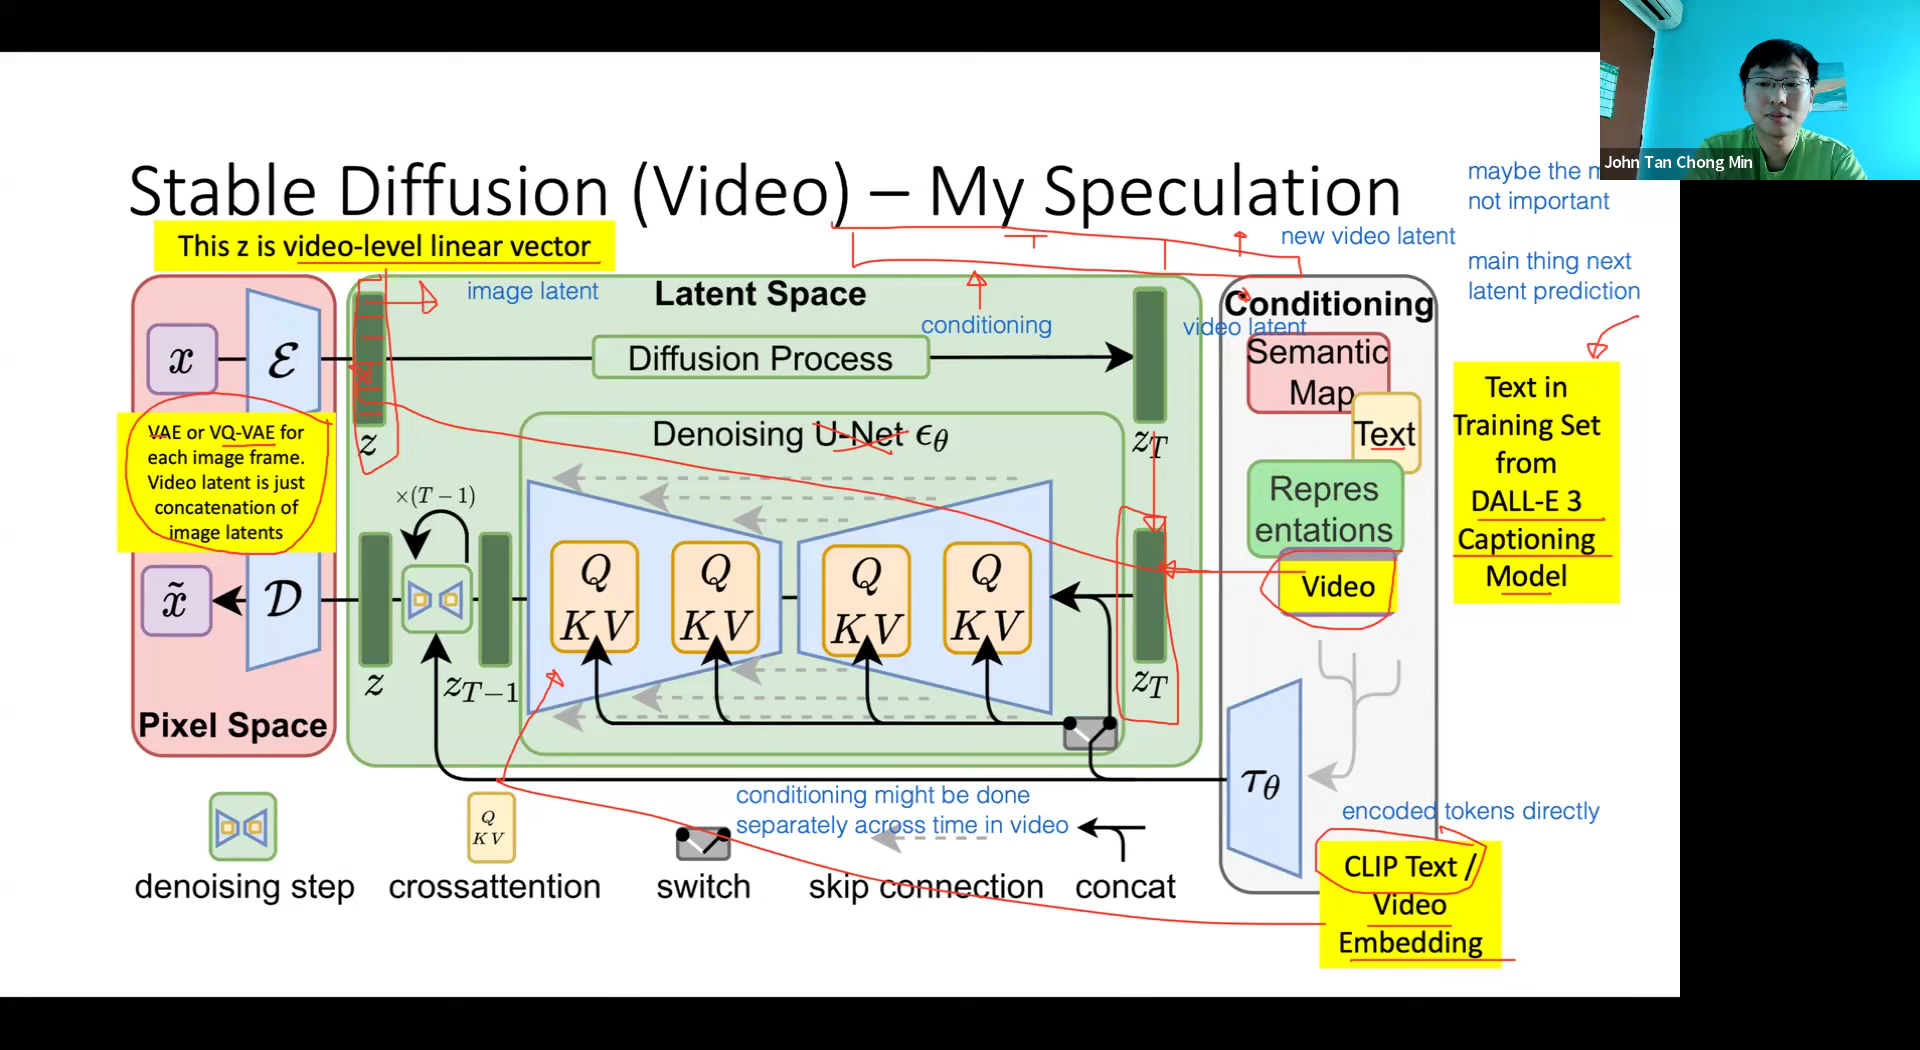 John Tan Chong Min
maybe the
not important
Stable Diffusion (Video) – My Speculation
This z is video-level linear vector
new video latent
main thing next
latent prediction
image latent
Latent Space
conditioning
video latent
Conditioning
x
ℰ
Diffusion Process
Semantic
Map
Text
z
z_T
VAE or VQ-VAE for
each image frame.
Video latent is just
concatenation of
image latents
Denoising U-Net ϵ_θ
Text in
Training Set
from
DALL-E 3
Captioning
Model
×(T−1)
Repres
entations
Video
Q
K V
Q
K V
Q
K V
Q
K V
x̃
𝒟
z
z_{T−1}
z_T
Pixel Space
τ_θ
conditioning might be done
separately across time in video
encoded tokens directly
Q
K V
denoising step
crossattention
switch
skip connection
concat
CLIP Text /
Video
Embedding